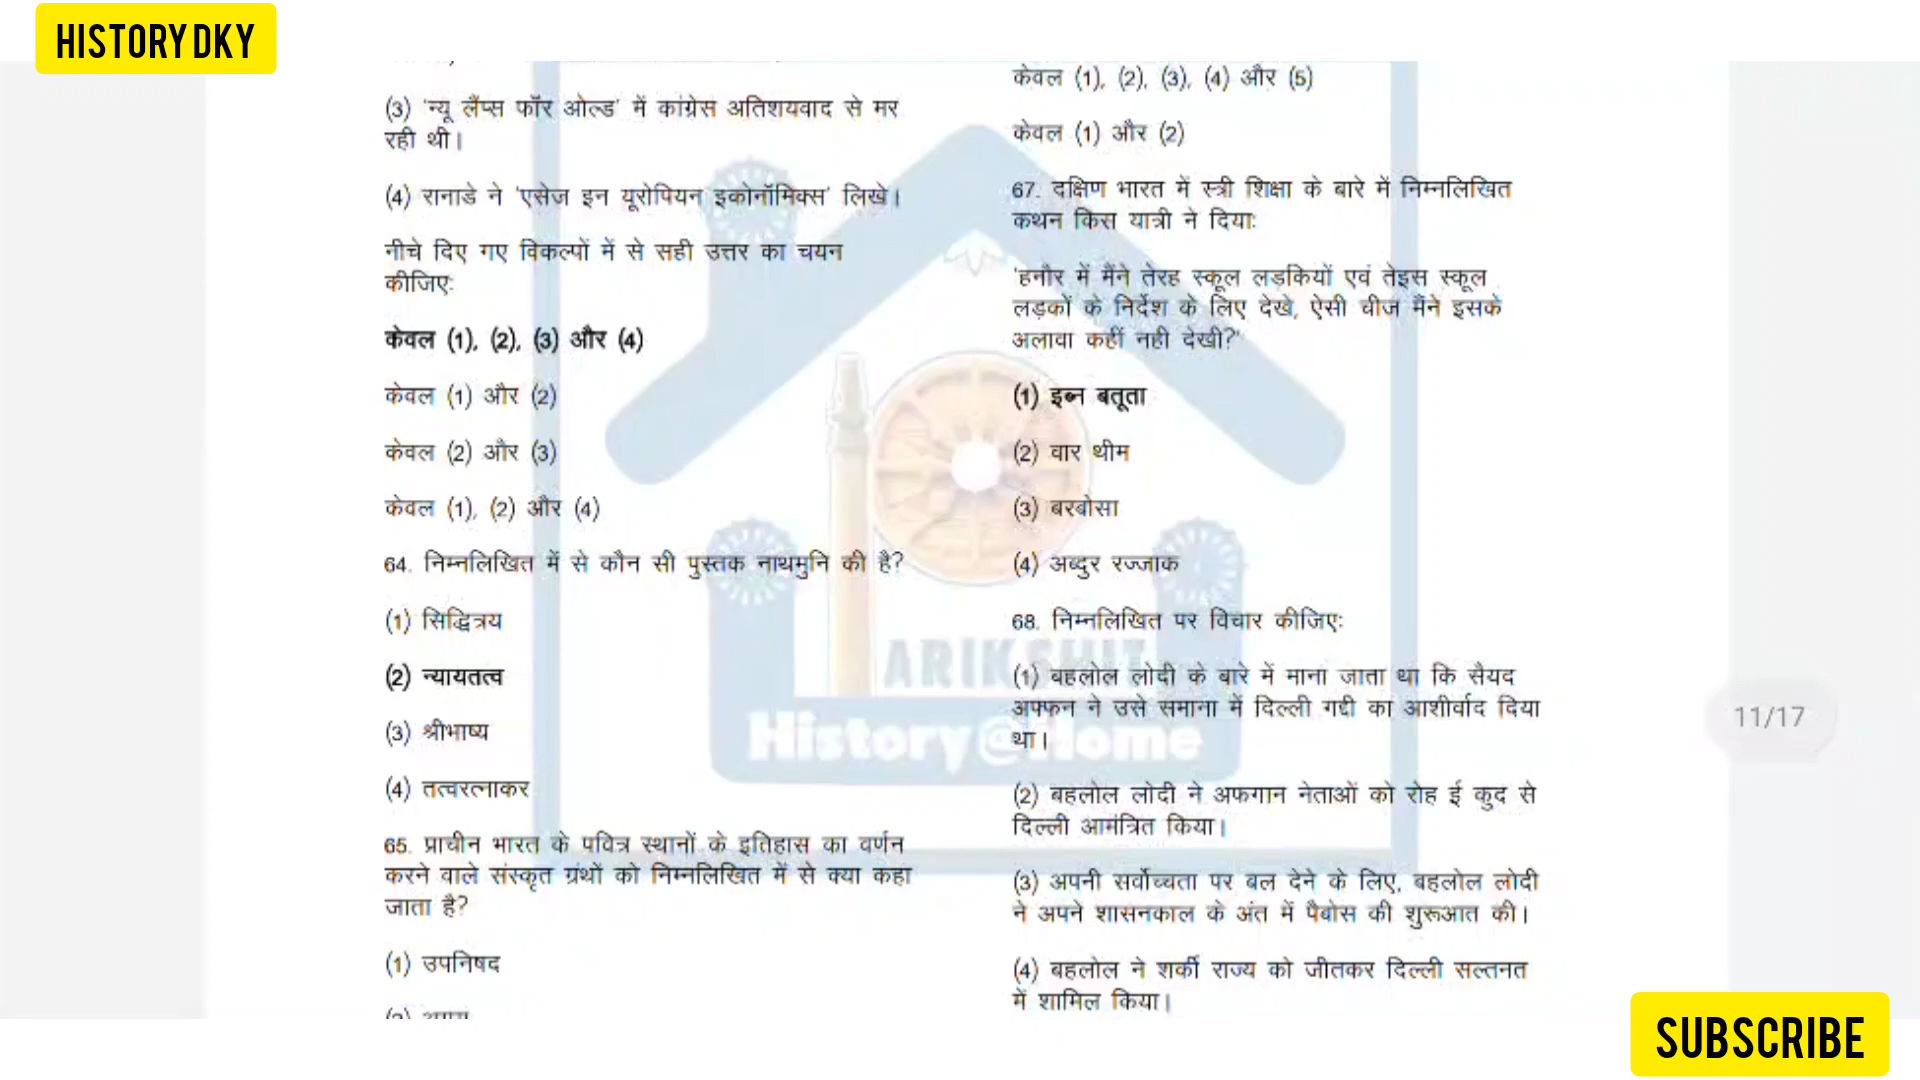 HISTORY DKY
(3) 'न्यू लैंप्स फॉर ओल्ड' में कांग्रेस अतिशयवाद से मर
रही थी।
(4) रानाडे ने 'एसेज इन यूरोपियन इकोनॉमिक्स' लिखे।
नीचे दिए गए विकल्पों में से सही उत्तर का चयन
कीजिए:
केवल (1), (2), (3) और (4)
केवल (1) और (2)
केवल (2) और (3)
केवल (1), (2) और (4)
64. निम्नलिखित में से कौन सी पुस्तक नाथमुनि की है?
(1) सिद्धित्रय
(2) न्यायतत्व
(3) श्रीभाष्य
(4) तत्वरत्नाकर
65. प्राचीन भारत के पवित्र स्थानों के इतिहास का वर्णन
करने वाले संस्कृत ग्रंथों को निम्नलिखित में से क्या कहा
जाता है?
(1) उपनिषद
केवल (1), (2), (3), (4) और (5)
केवल (1) और (2)
67. दक्षिण भारत में स्त्री शिक्षा के बारे में निम्नलिखित
कथन किस यात्री ने दिया:
'हनौर में मैंने तेरह स्कूल लड़कियों एवं तेइस स्कूल
लड़कों के निर्देश के लिए देखे, ऐसी चीज मैंने इसके
अलावा कहीं नही देखी?'
(1) इब्न बतूता
(2) वार थीम
(3) बरबोसा
(4) अब्दुर रज्जाक
68. निम्नलिखित पर विचार कीजिए:
(1) बहलोल लोदी के बारे में माना जाता था कि सैयद
अफ्फन ने उसे समाना में दिल्ली गद्दी का आशीर्वाद दिया
था।
(2) बहलोल लोदी ने अफगान नेताओं को रोह ई कुद से
दिल्ली आमंत्रित किया।
(3) अपनी सर्वोच्चता पर बल देने के लिए, बहलोल लोदी
ने अपने शासनकाल के अंत में पैबोस की शुरूआत की।
(4) बहलोल ने शर्की राज्य को जीतकर दिल्ली सल्तनत
में शामिल किया।
ARIKSHIT
History@Home
11/17
SUBSCRIBE